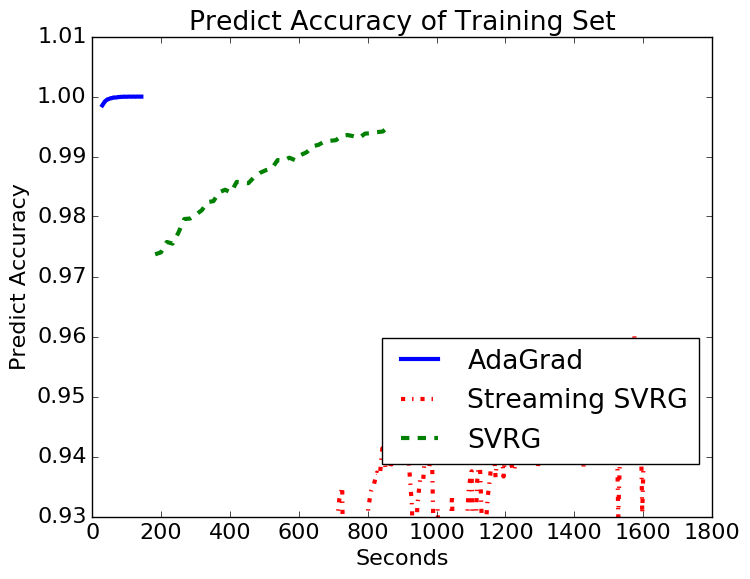 Predict Accuracy of Training Set
1.01
1.00
0.99
0.98
0.97
0.96
0.95
0.94
0.93
Predict Accuracy
AdaGrad
Streaming SVRG
SVRG
0 200 400 600 800 1000 1200 1400 1600 1800
Seconds